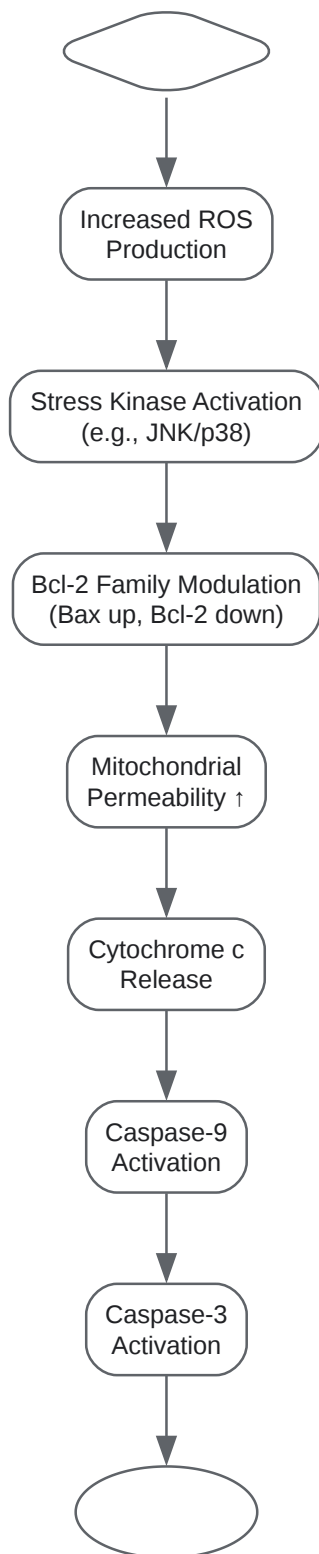 Increased ROS
Production
Stress Kinase Activation
(e.g., JNK/p38)
Bcl-2 Family Modulation
(Bax up, Bcl-2 down)
Mitochondrial
Permeability ↑
Cytochrome c
Release
Caspase-9
Activation
Caspase-3
Activation